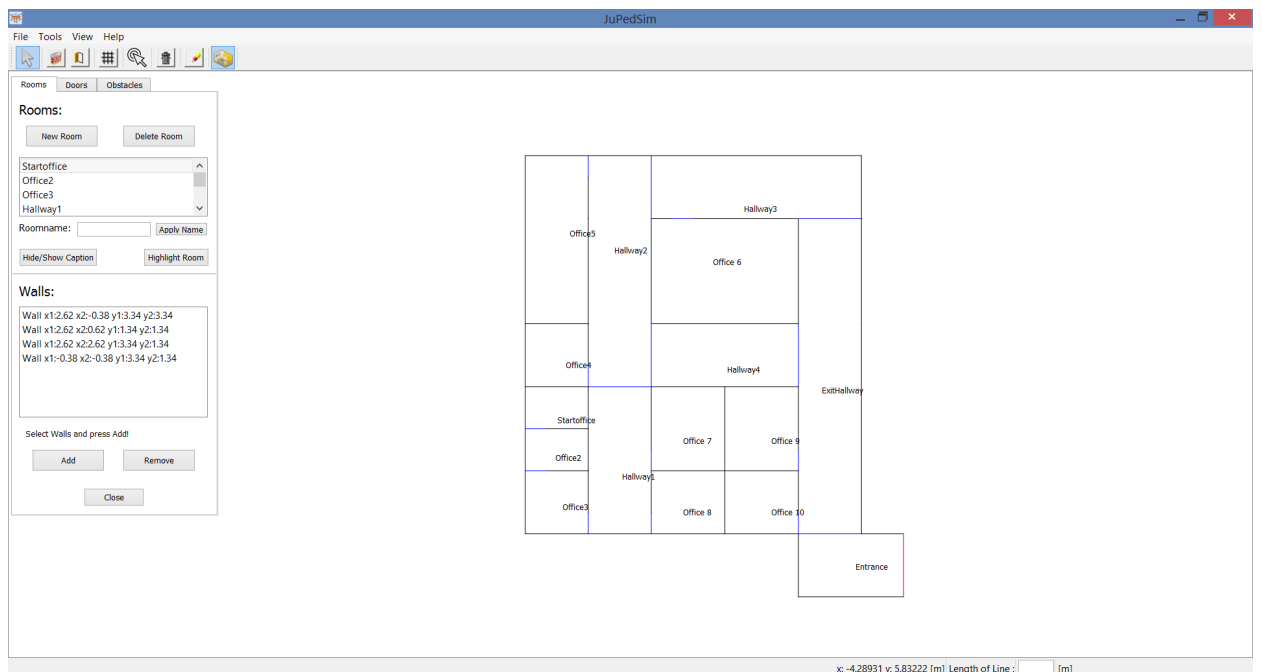 JuPedSim
File Tools View Help
Rooms Doors Obstacles
Rooms:
New Room Delete Room
Startoffice
Office2
Office3
Hallway1
Roomname: Apply Name
Hide/Show Caption Highlight Room
Walls:
Wall x1:2.62 x2:-0.38 y1:3.34 y2:3.34
Wall x1:2.62 x2:0.62 y1:1.34 y2:1.34
Wall x1:2.62 x2:2.62 y1:3.34 y2:1.34
Wall x1:-0.38 x2:-0.38 y1:3.34 y2:1.34
Select Walls and press Add!
Add Remove
Close
Hallway3
Office5
Hallway2
Office 6
Office4
Hallway4
ExitHallway
Startoffice
Office 7 Office 9
Office2
Hallway1
Office3
Office 8 Office 10
Entrance
x: -4.28931 y: 5.83222 [m] Length of Line : [m]